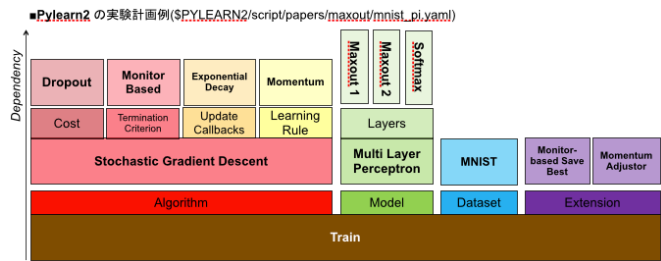 ■Pylearn2 の実験計画例($PYLEARN2/script/papers/maxout/mnist_pi.yaml)
Dependency
Dropout
Monitor
Based
Exponential
Decay
Momentum
Maxout 1
Maxout 2
Softmax
Cost
Termination
Criterion
Update
Callbacks
Learning
Rule
Layers
Stochastic Gradient Descent
Multi Layer
Perceptron
MNIST
Monitor-
based Save
Best
Momentum
Adjustor
Algorithm
Model
Dataset
Extension
Train